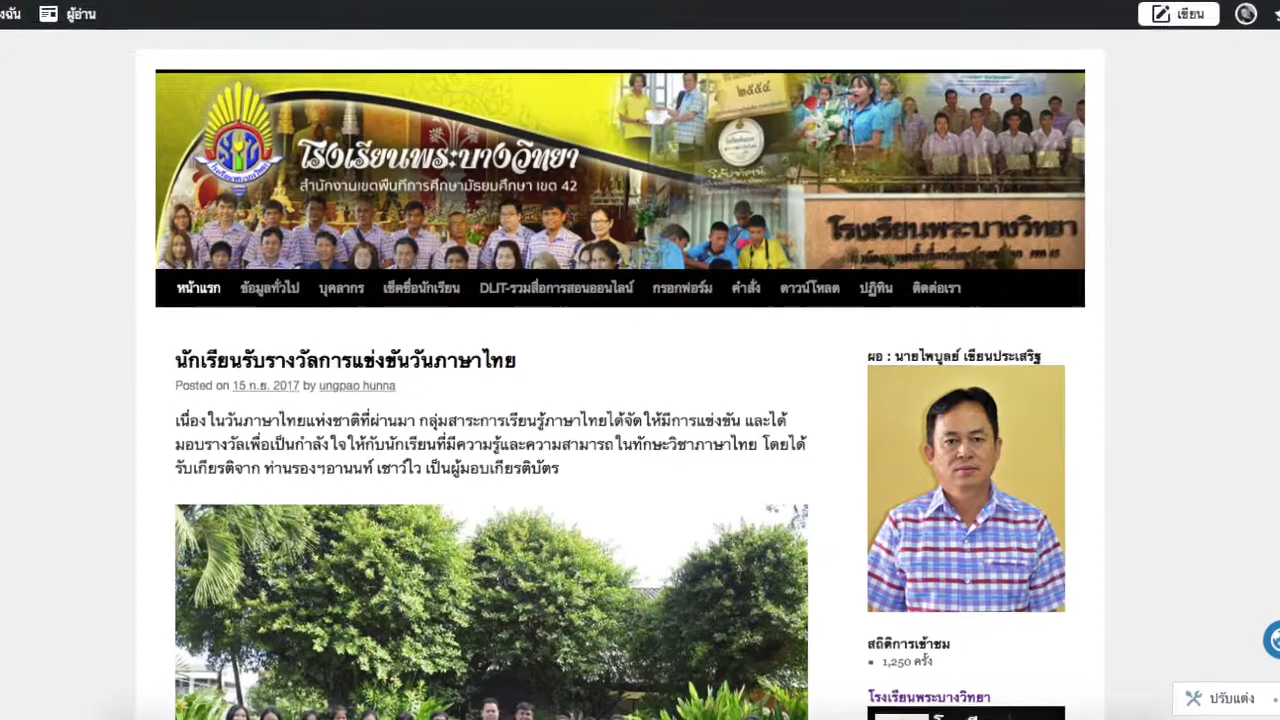 งฉัน
ผู้อ่าน
เขียน
โรงเรียนพระบางวิทยา
สำนักงานเขตพื้นที่การศึกษามัธยมศึกษา เขต 42
๒๕๕๔
โรงเรียนพระบางวิทยา
หน้าแรก ข้อมูลทั่วไป บุคลากร เช็คชื่อนักเรียน DLIT-รวมสื่อการสอนออนไลน์ กรอกฟอร์ม คำสั่ง ดาวน์โหลด ปฏิทิน ติดต่อเรา
นักเรียนรับรางวัลการแข่งขันวันภาษาไทย
Posted on 15 ก.ย. 2017 by ungpao hunna
เนื่องในวันภาษาไทยแห่งชาติที่ผ่านมา กลุ่มสาระการเรียนรู้ภาษาไทยได้จัดให้มีการแข่งขัน และได้
มอบรางวัลเพื่อเป็นกำลังใจให้กับนักเรียนที่มีความรู้และความสามารถในทักษะวิชาภาษาไทย โดยได้
รับเกียรติจาก ท่านรองฯอานนท์ เชาว์ไว เป็นผู้มอบเกียรติบัตร
ผอ : นายไพบูลย์ เขียนประเสริฐ
สถิติการเข้าชม
1,250 ครั้ง
โรงเรียนพระบางวิทยา
ปรับแต่ง